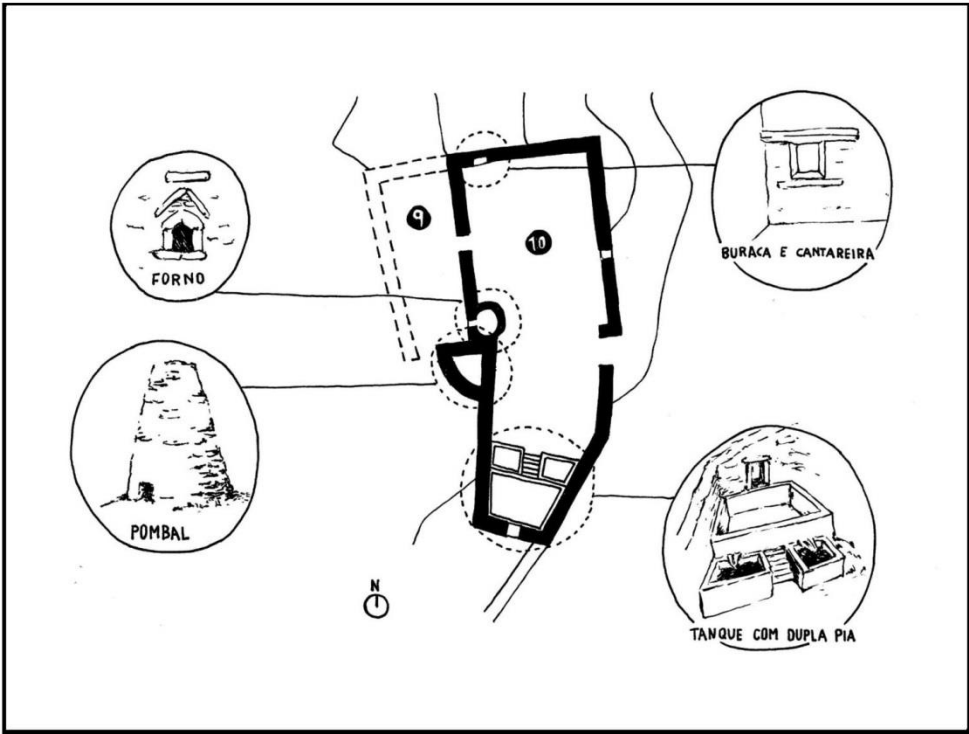 FORNO
9
10
BURACA E CANTAREIRA
POMBAL
N
TANQUE COM DUPLA PIA